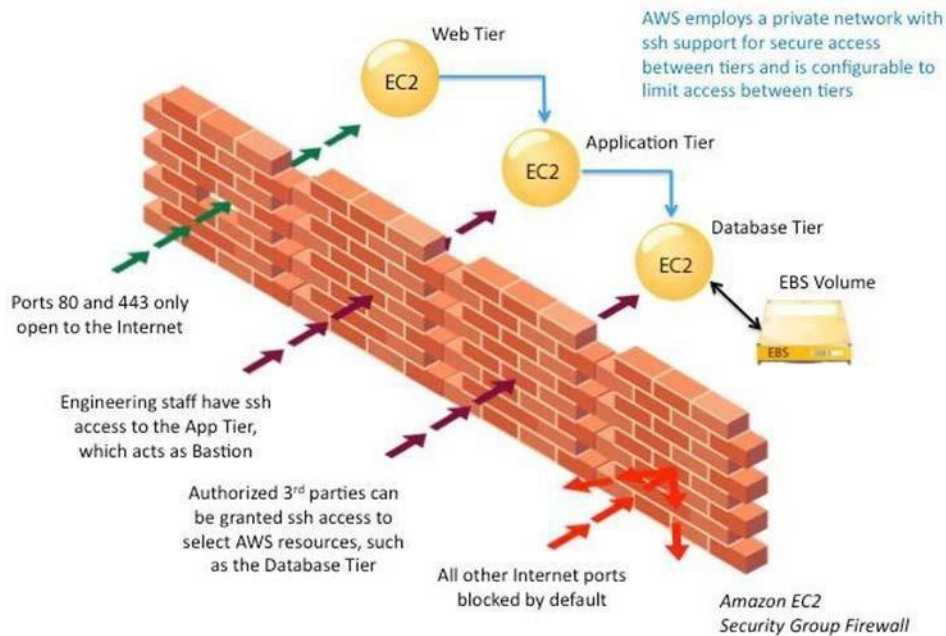 Web Tier
AWS employs a private network with
ssh support for secure access
between tiers and is configurable to
limit access between tiers
EC2
Application Tier
EC2
Database Tier
EC2
EBS Volume
EBS
Ports 80 and 443 only
open to the Internet
Engineering staff have ssh
access to the App Tier,
which acts as Bastion
Authorized 3rd parties can
be granted ssh access to
select AWS resources, such
as the Database Tier
All other Internet ports
blocked by default
Amazon EC2
Security Group Firewall